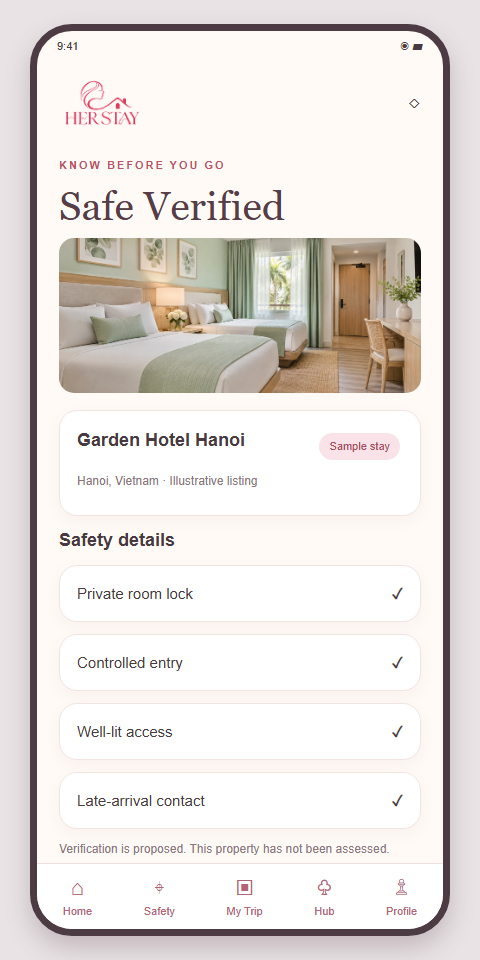 9:41
HER STAY
KNOW BEFORE YOU GO
Safe Verified
Garden Hotel Hanoi
Sample stay
Hanoi, Vietnam · Illustrative listing
Safety details
Private room lock ✓
Controlled entry ✓
Well-lit access ✓
Late-arrival contact ✓
Verification is proposed. This property has not been assessed.
Home Safety My Trip Hub Profile